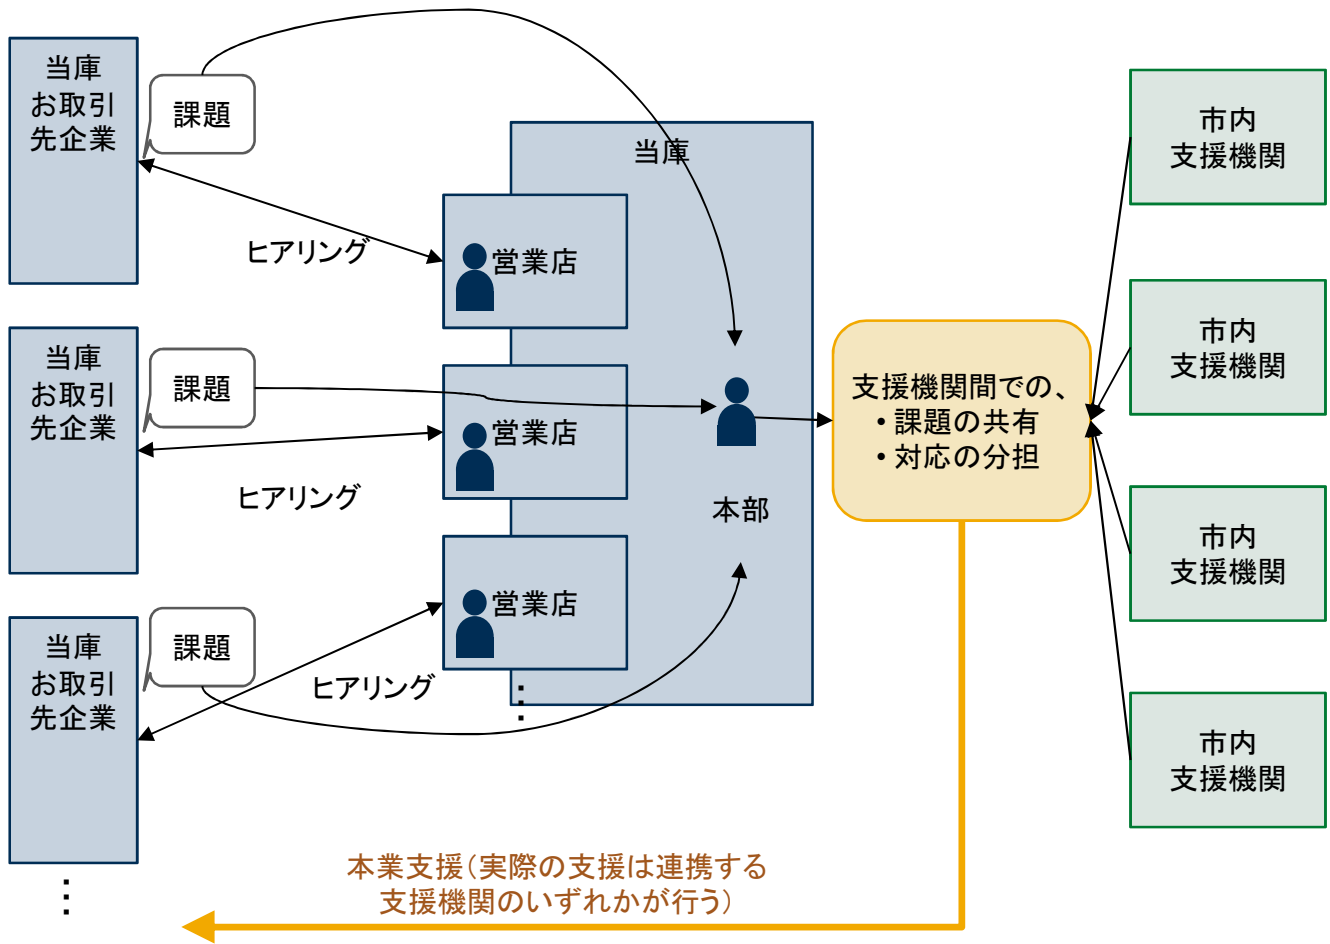 当庫
お取引
先企業
課題
ヒアリング
当庫
お取引
先企業
課題
ヒアリング
当庫
お取引
先企業
課題
ヒアリング
⋮
当庫
営業店
営業店
営業店
⋮
本部
支援機関間での、
・課題の共有
・対応の分担
市内
支援機関
市内
支援機関
市内
支援機関
市内
支援機関
本業支援（実際の支援は連携する
支援機関のいずれかが行う）